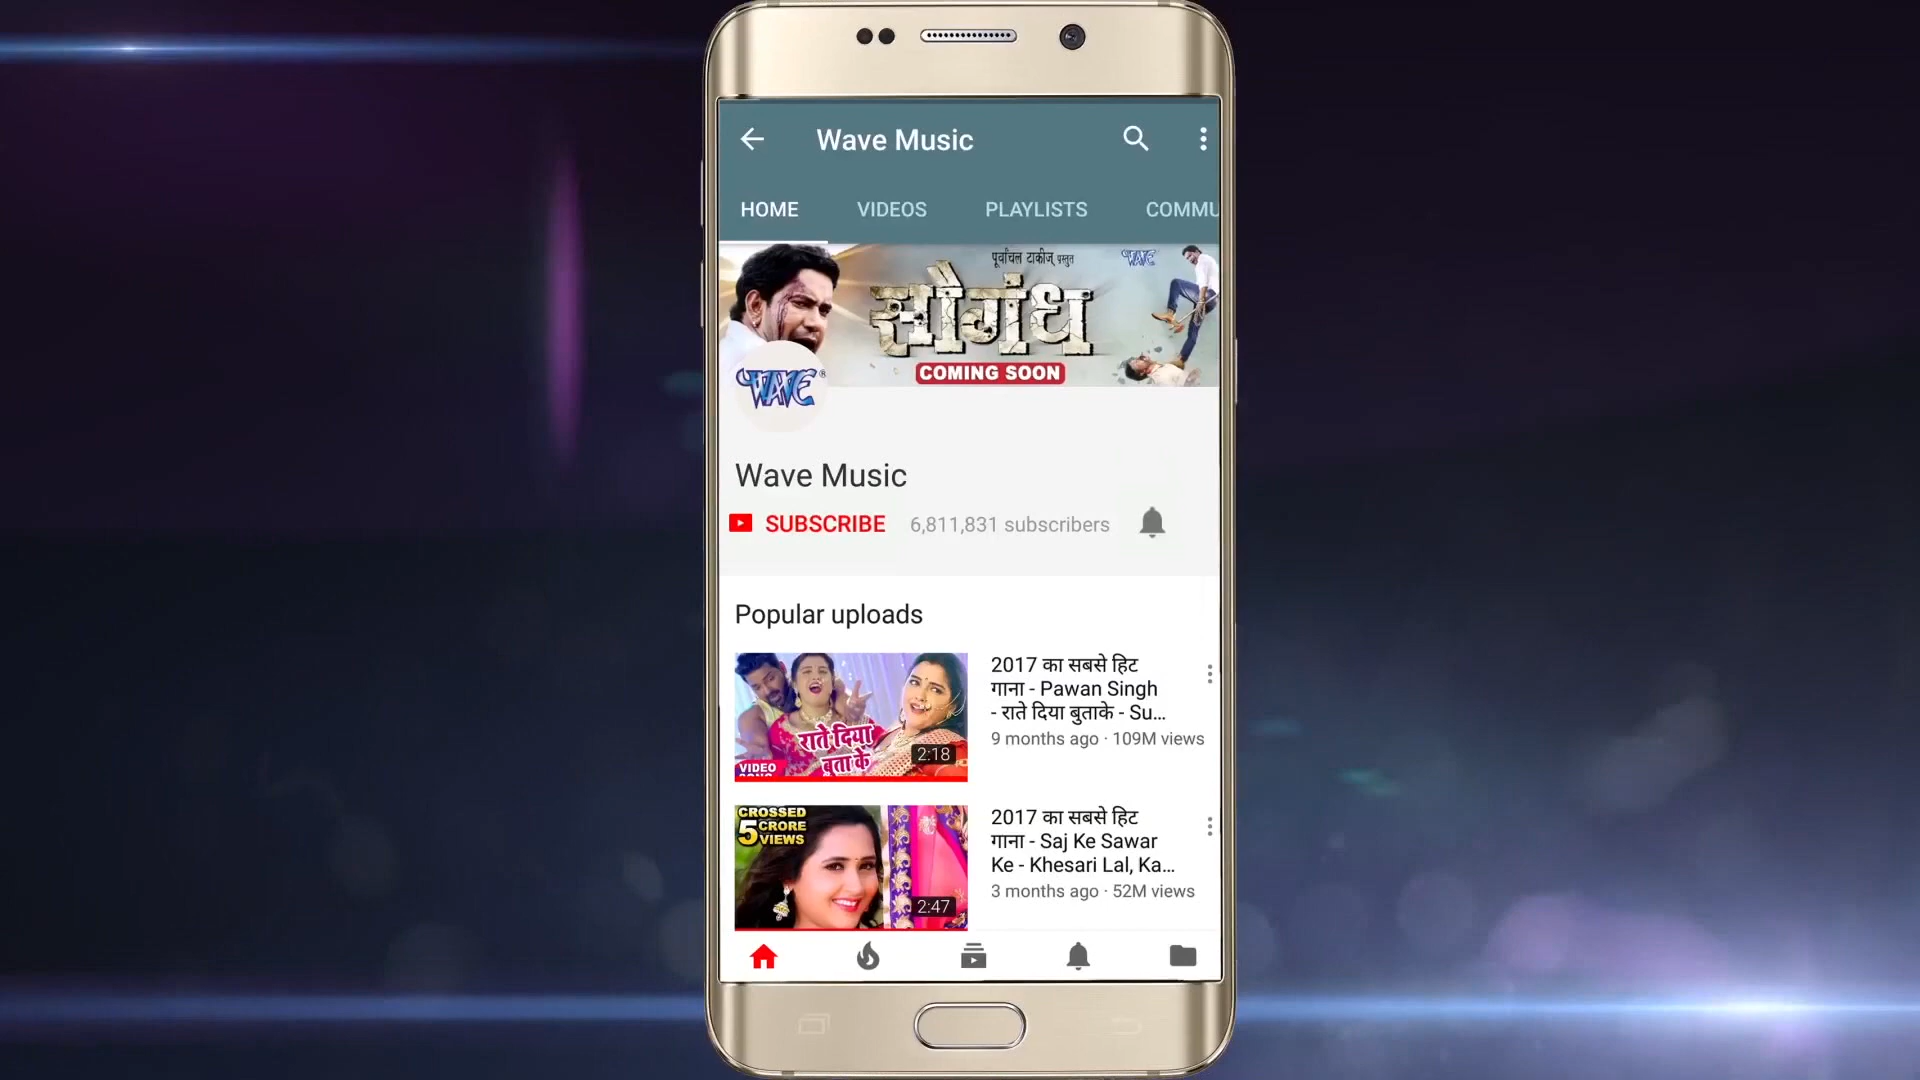 Wave Music
HOME VIDEOS PLAYLISTS COMMU
पूर्वांचल टाकीज् प्रस्तुत
WAVE
सौगंध
COMING SOON
WAVE®
Wave Music
SUBSCRIBE 6,811,831 subscribers
Popular uploads
राते दिया
बुता के
VIDEO
SONG
2:18
2017 का सबसे हिट
गाना - Pawan Singh
- राते दिया बुताके - Su...
9 months ago · 109M views
CROSSED
5 CRORE
VIEWS
2:47
2017 का सबसे हिट
गाना - Saj Ke Sawar
Ke - Khesari Lal, Ka...
3 months ago · 52M views